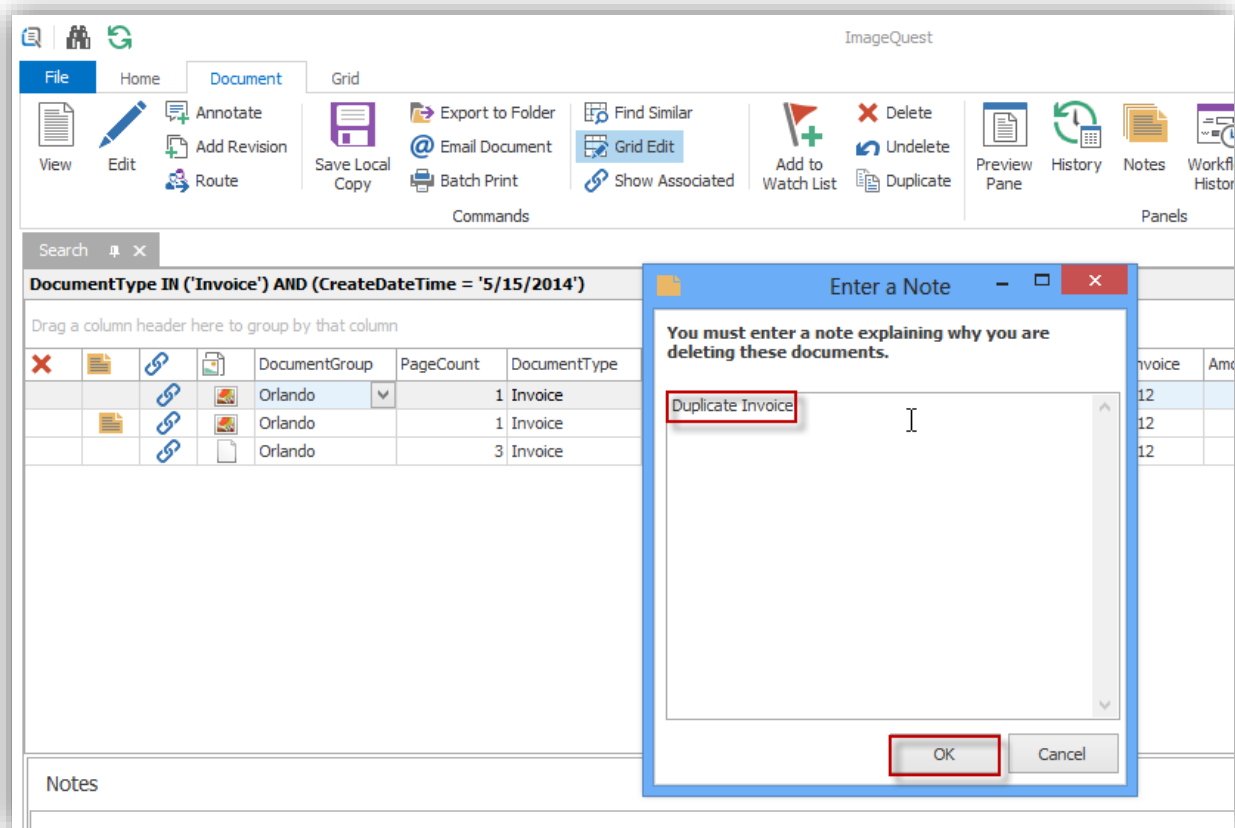 ImageQuest
File Home Document Grid
View
Edit
Annotate
Add Revision
Route
Save Local
Copy
Export to Folder
Email Document
Batch Print
Find Similar
Grid Edit
Show Associated
Add to
Watch List
Delete
Undelete
Duplicate
Commands
Preview
Pane
History
Notes
Panels
Search
DocumentType IN ('Invoice') AND (CreateDateTime = '5/15/2014')
Drag a column header here to group by that column
DocumentGroup PageCount DocumentType
Orlando 1 Invoice 12
Orlando 1 Invoice 12
Orlando 3 Invoice 12
Enter a Note
You must enter a note explaining why you are
deleting these documents.
Duplicate Invoice
OK Cancel
Notes